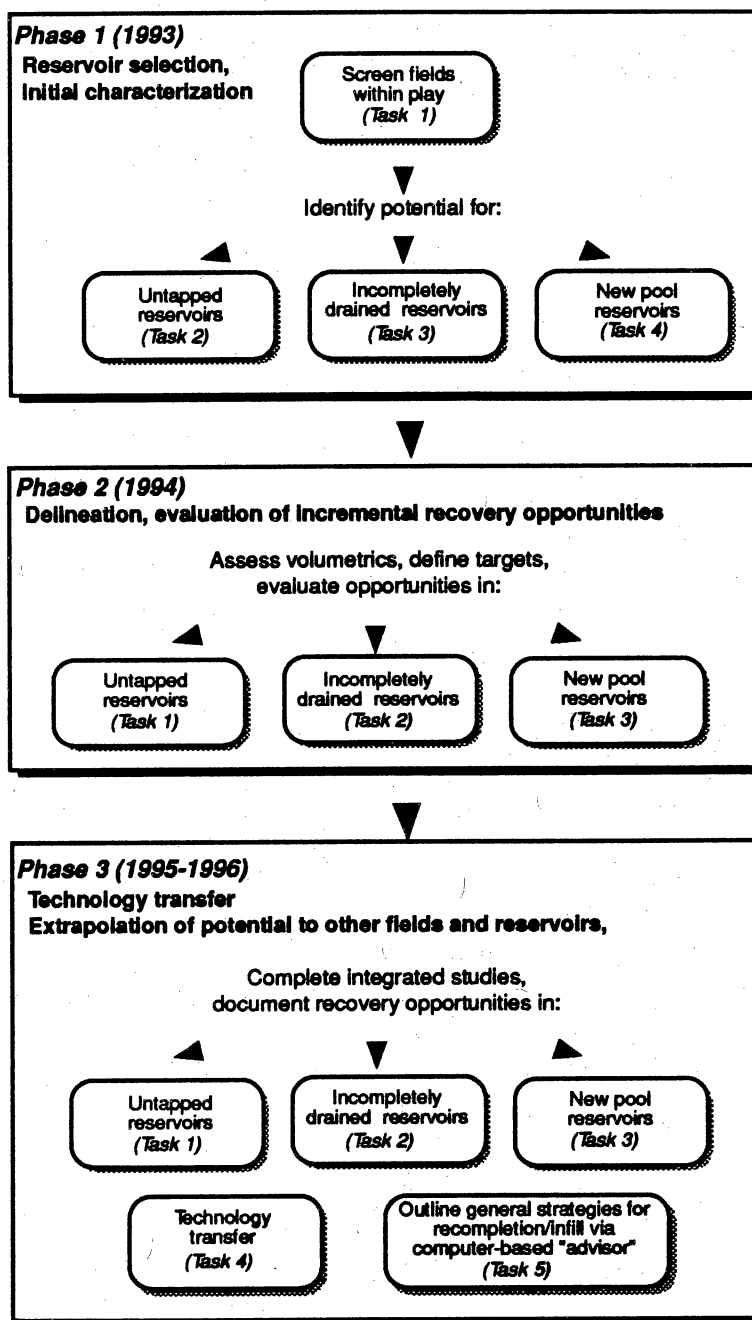 Phase 1 (1993)
Reservoir selection,
initial characterization
Screen fields
within play
(Task 1)
Identify potential for:
Untapped
reservoirs
(Task 2)
Incompletely
drained reservoirs
(Task 3)
New pool
reservoirs
(Task 4)
Phase 2 (1994)
Delineation, evaluation of incremental recovery opportunities
Assess volumetrics, define targets,
evaluate opportunities in:
Untapped
reservoirs
(Task 1)
Incompletely
drained reservoirs
(Task 2)
New pool
reservoirs
(Task 3)
Phase 3 (1995-1996)
Technology transfer
Extrapolation of potential to other fields and reservoirs,
Complete integrated studies,
document recovery opportunities in:
Untapped
reservoirs
(Task 1)
Incompletely
drained reservoirs
(Task 2)
New pool
reservoirs
(Task 3)
Technology
transfer
(Task 4)
Outline general strategies for
recompletion/infill via
computer-based "advisor"
(Task 5)